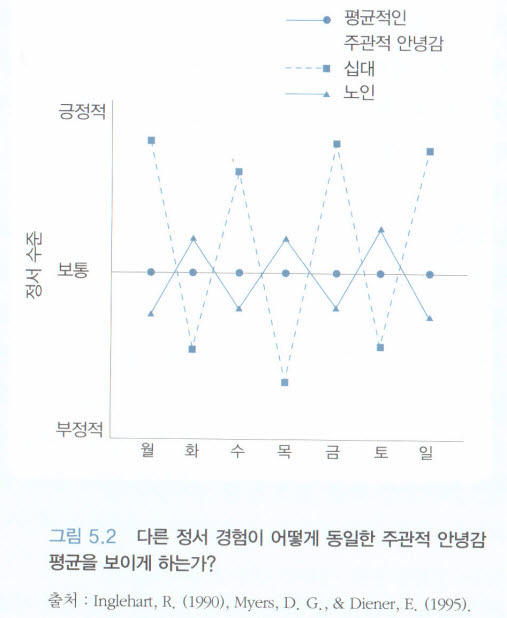 평균적인
주관적 안녕감
십대
노인
긍정적
정서 수준
보통
부정적
월 화 수 목 금 토 일
그림 5.2 다른 정서 경험이 어떻게 동일한 주관적 안녕감
평균을 보이게 하는가?
출처 : Inglehart, R. (1990), Myers, D. G., & Diener, E. (1995).